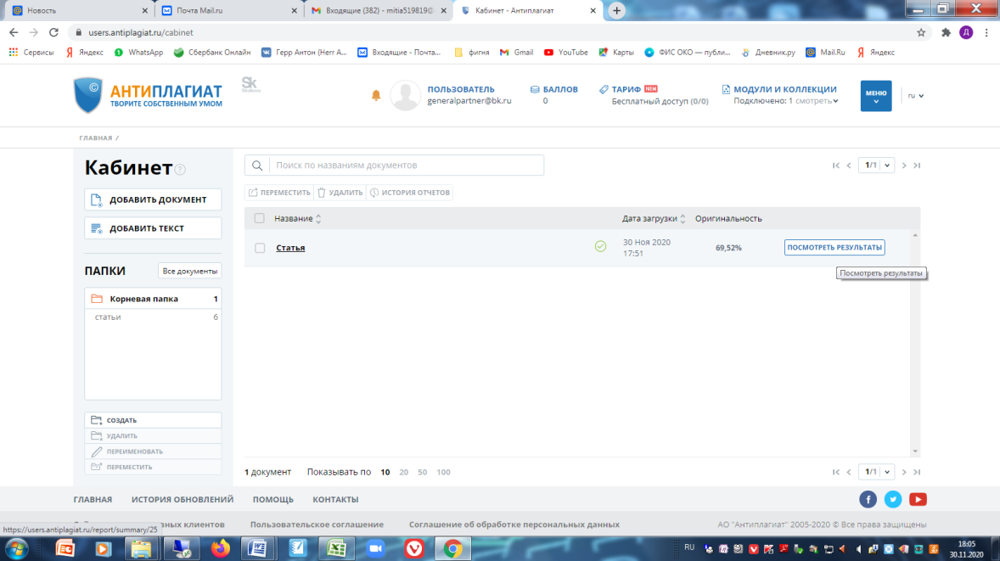 Новость
Почта Mail.ru
Входящие (382) - mitia519819@
Кабинет - Антиплагиат
users.antiplagiat.ru/cabinet
Д
Сервисы Яндекс WhatsApp Сбербанк Онлайн Герр Антон (Herr A... Входящие - Почта... фигня Gmail YouTube Карты ФИС ОКО — публи... Дневник.ру Mail.Ru Яндекс
АНТИПЛАГИАТ
ТВОРИТЕ СОБСТВЕННЫМ УМОМ
Sk
ПОЛЬЗОВАТЕЛЬ
generalpartner@bk.ru
БАЛЛОВ
0
ТАРИФ NEW
Бесплатный доступ (0/0)
МОДУЛИ И КОЛЛЕКЦИИ
Подключено: 1 смотреть
МЕНЮ
ru
ГЛАВНАЯ /
Кабинет ?
ДОБАВИТЬ ДОКУМЕНТ
ДОБАВИТЬ ТЕКСТ
ПАПКИ Все документы
Корневая папка 1
статьи 6
СОЗДАТЬ
УДАЛИТЬ
ПЕРЕИМЕНОВАТЬ
ПЕРЕМЕСТИТЬ
Поиск по названиям документов
1/1
ПЕРЕМЕСТИТЬ УДАЛИТЬ ИСТОРИЯ ОТЧЕТОВ
Название Дата загрузки Оригинальность
Статья 30 Ноя 2020
17:51 69,52% ПОСМОТРЕТЬ РЕЗУЛЬТАТЫ
Посмотреть результаты
1 документ Показывать по 10 20 50 100
1/1
ГЛАВНАЯ ИСТОРИЯ ОБНОВЛЕНИЙ ПОМОЩЬ КОНТАКТЫ
https://users.antiplagiat.ru/report/summary/25
вных клиентов Пользовательское соглашение Соглашение об обработке персональных данных АО "Антиплагиат" 2005-2020 © Все права защищены
RU
18:05
30.11.2020